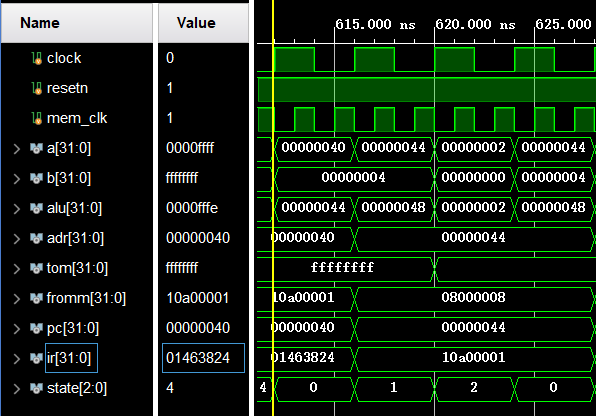 Name Value 615.000 ns 620.000 ns 625.000
clock 0
resetn 1
mem_clk 1
a[31:0] 0000ffff 00000040 00000044 00000002 00000044
b[31:0] ffffffff 00000004 00000000 00000004
alu[31:0] 0000fffe 00000044 00000048 00000002 00000048
adr[31:0] 00000040 00000040 00000044
tom[31:0] ffffffff ffffffff
fromm[31:0] 10a00001 10a00001 08000008
pc[31:0] 00000040 00000040 00000044
ir[31:0] 01463824 01463824 10a00001
state[2:0] 4 4 0 1 2 0